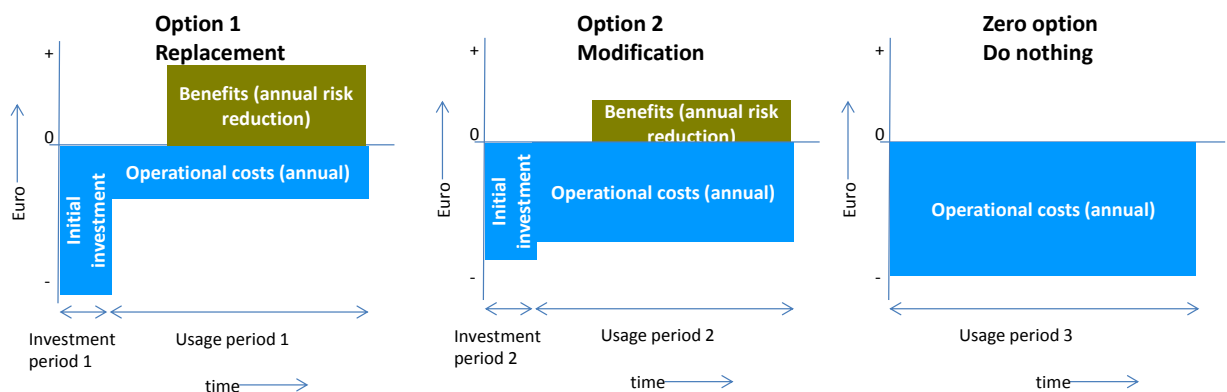 Option 1
Replacement
+
Benefits (annual risk
reduction)
0
Operational costs (annual)
Initial
investment
Euro
-
Investment
period 1
Usage period 1
time
Option 2
Modification
+
Benefits (annual risk
reduction)
0
Operational costs (annual)
Initial
investment
Euro
-
Investment
period 2
Usage period 2
time
Zero option
Do nothing
+
0
Operational costs (annual)
Euro
-
Usage period 3
time